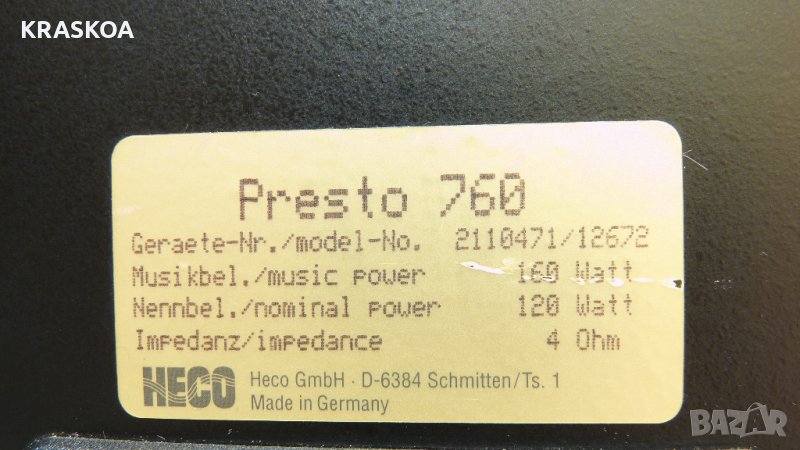 KRASKOA
Presto 760
Geraete-Nr./model-No. 2110471/12672
Musikbel./music power 160 Watt
Nennbel./nominal power 120 Watt
Impedanz/impedance 4 Ohm
HECO Heco GmbH · D-6384 Schmitten/Ts. 1
Made in Germany
BAZAR